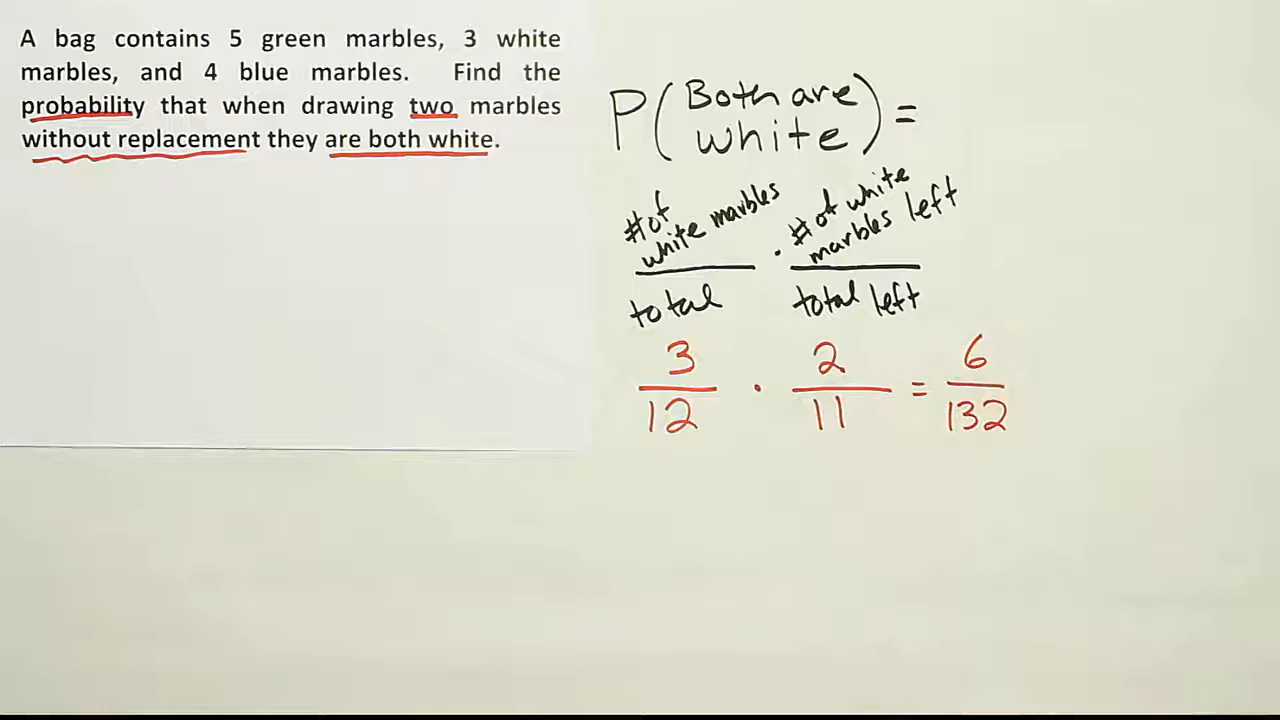 A bag contains 5 green marbles, 3 white
marbles, and 4 blue marbles. Find the
probability that when drawing two marbles
without replacement they are both white.
P(Both are white) =
# of white marbles / total · # of white marbles left / total left
3/12 · 2/11 = 6/132